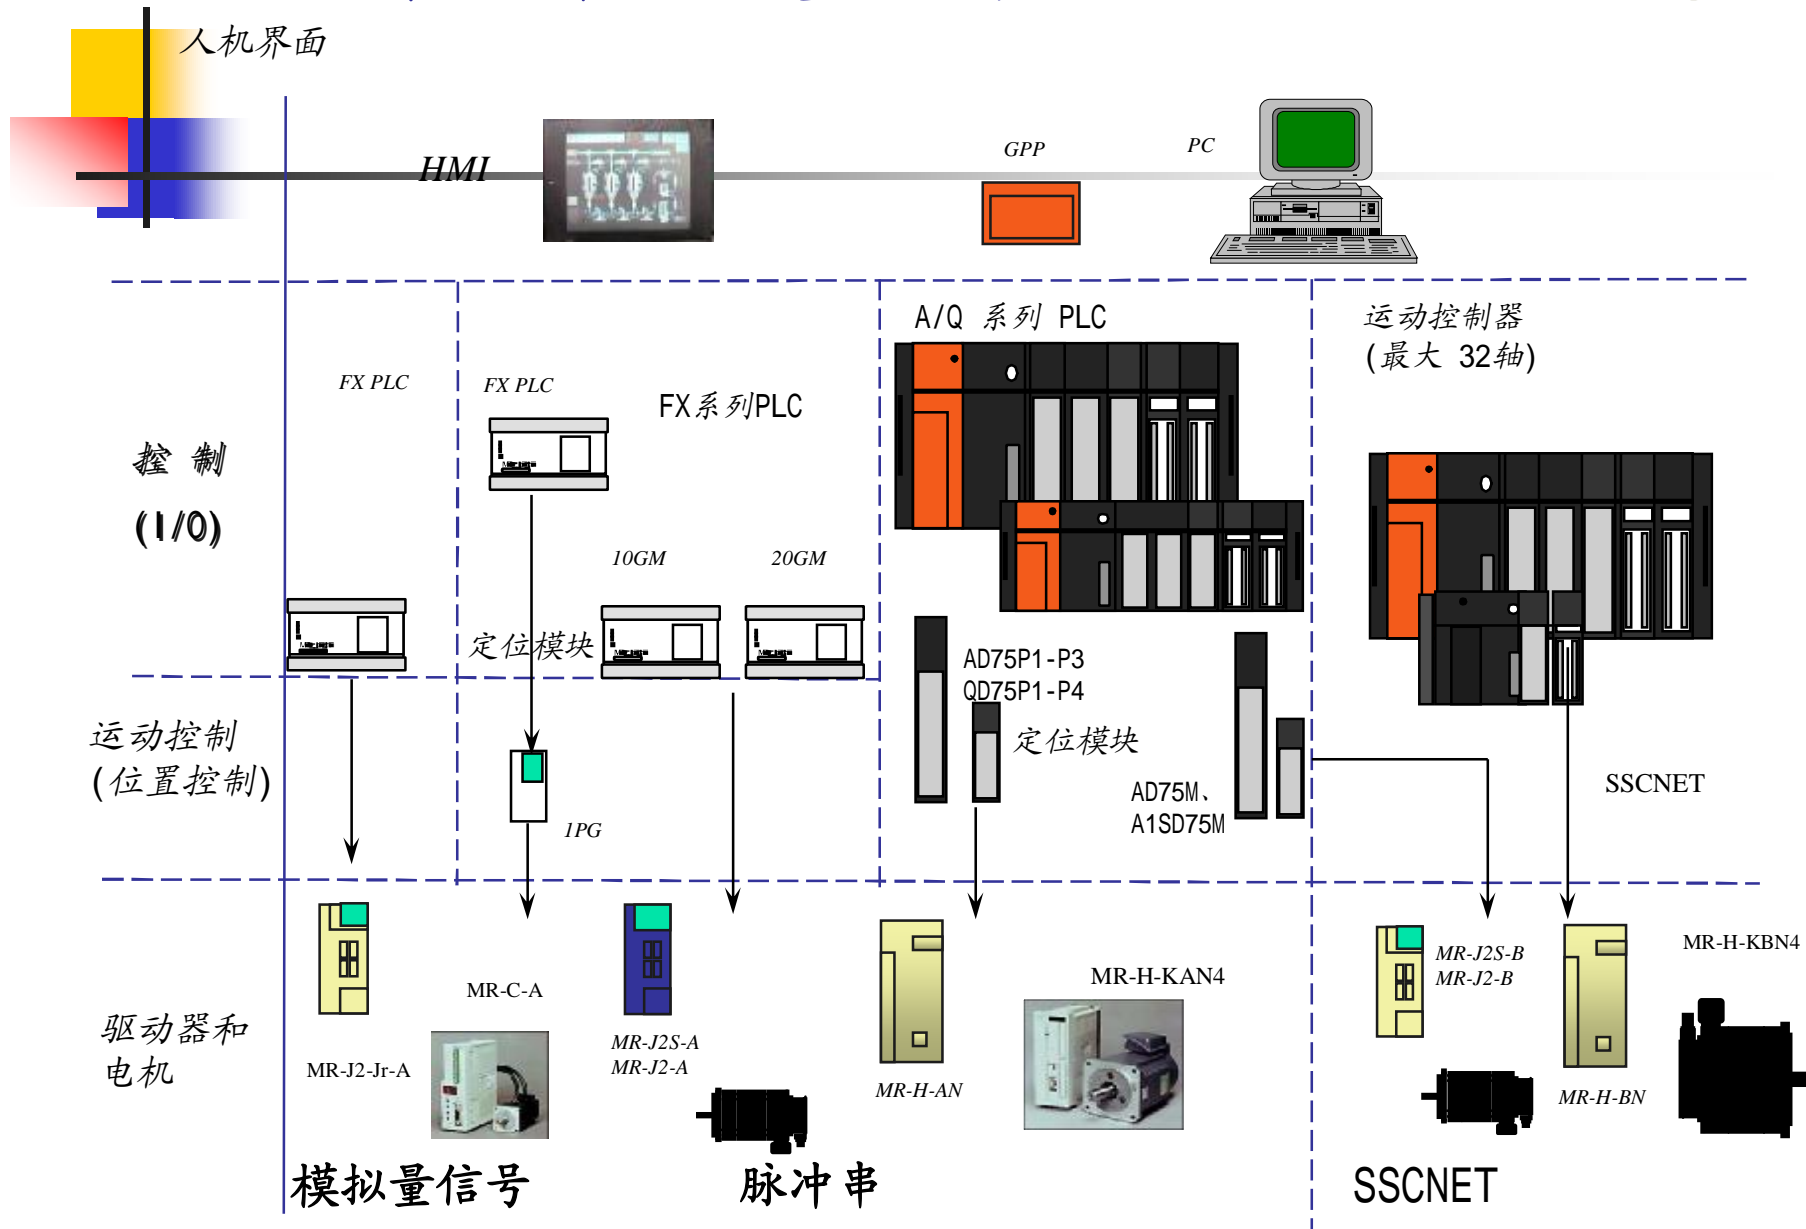 人机界面
HMI
GPP
PC
A/Q 系列 PLC
运动控制器
(最大 32轴)
FX PLC
FX PLC
FX系列PLC
控 制
(I/O)
10GM
20GM
定位模块
AD75P1-P3
QD75P1-P4
定位模块
运动控制
(位置控制)
AD75M、
A1SD75M
SSCNET
1PG
MR-J2S-B
MR-J2-B
MR-H-KBN4
MR-C-A
MR-H-KAN4
驱动器和
电机
MR-J2-Jr-A
MR-J2S-A
MR-J2-A
MR-H-AN
MR-H-BN
模拟量信号
脉冲串
SSCNET